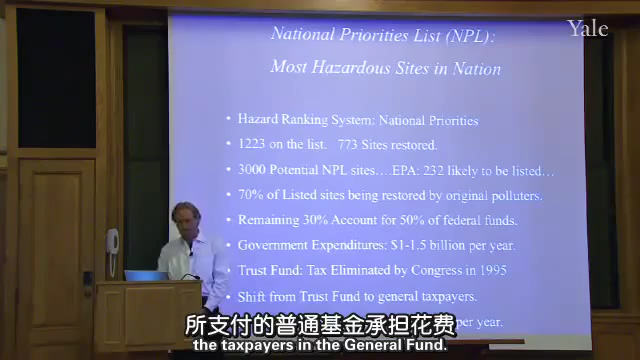 National Priorities List (NPL):
Yale
Most Hazardous Sites in Nation
• Hazard Ranking System: National Priorities
• 1223 on the list. 773 Sites restored.
• 3000 Potential NPL sites….EPA: 232 likely to be listed…
• 70% of Listed sites being restored by original polluters.
• Remaining 30% Account for 50% of federal funds.
• Government Expenditures: $1-1.5 billion per year.
• Trust Fund: Tax Eliminated by Congress in 1995
• Shift from Trust Fund to general taxpayers.
per year.
所支付的普通基金承担花费
the taxpayers in the General Fund.